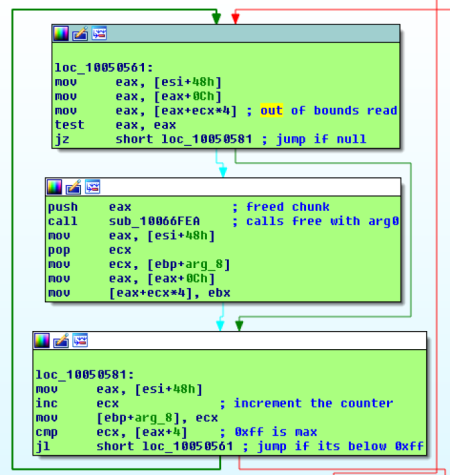 loc_10050561:
mov eax, [esi+48h]
mov eax, [eax+0Ch]
mov eax, [eax+ecx*4] ; out of bounds read
test eax, eax
jz short loc_10050581 ; jump if null
push eax ; freed chunk
call sub_10066FEA ; calls free with arg0
mov eax, [esi+48h]
pop ecx
mov ecx, [ebp+arg_8]
mov eax, [eax+0Ch]
mov [eax+ecx*4], ebx
loc_10050581:
mov eax, [esi+48h]
inc ecx ; increment the counter
mov [ebp+arg_8], ecx
cmp ecx, [eax+4] ; 0xff is max
jl short loc_10050561 ; jump if its below 0xff